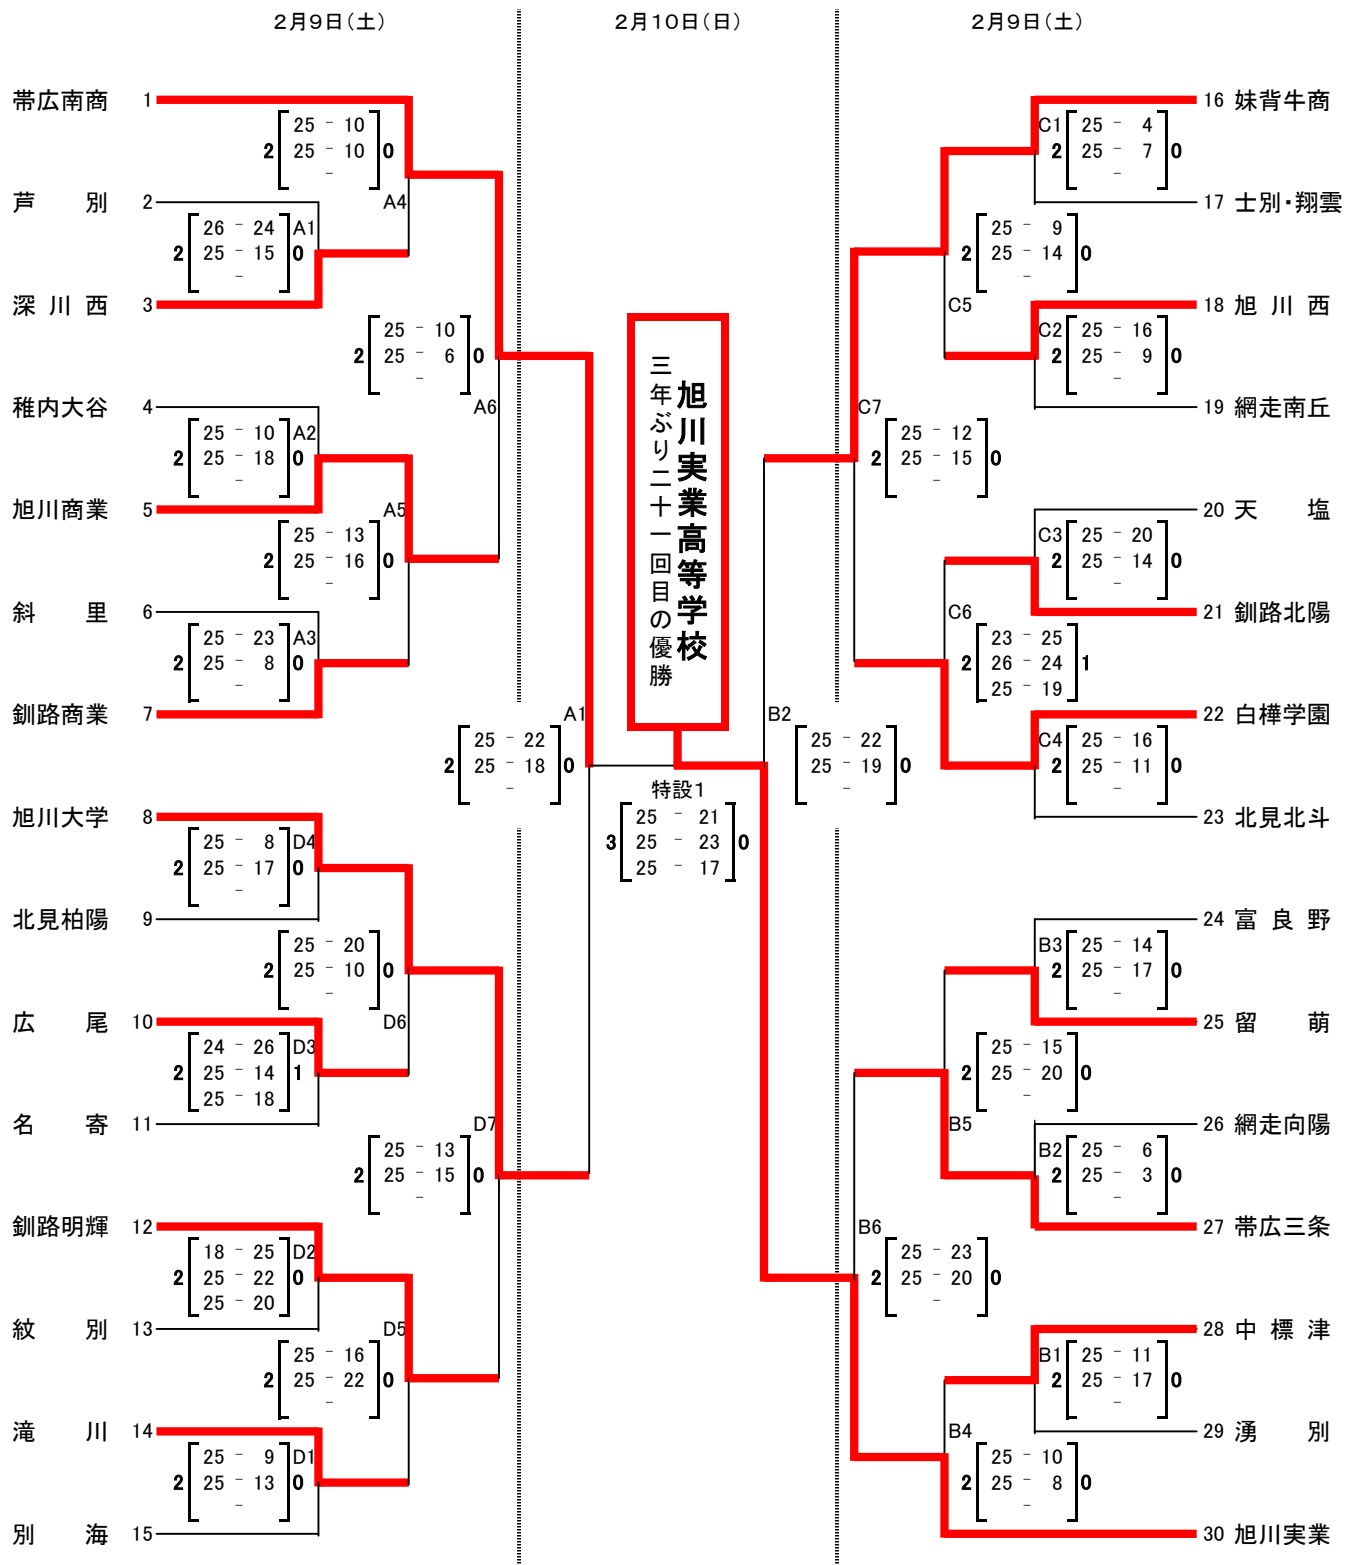 2月9日(土)
2月10日(日)
2月9日(土)
帯広南商 1
25 - 10
2 25 - 10 0
-
芦別 2
A4
26 - 24 A1
2 25 - 15 0
-
深川西 3
25 - 10
2 25 - 6 0
-
稚内大谷 4
A6
25 - 10 A2
2 25 - 18 0
-
旭川商業 5
A5
25 - 13
2 25 - 16 0
-
斜里 6
25 - 23 A3
2 25 - 8 0
-
釧路商業 7
A1
25 - 22
2 25 - 18 0
-
旭川大学 8
25 - 8 D4
2 25 - 17 0
-
北見柏陽 9
25 - 20
2 25 - 10 0
-
広尾 10
D6
24 - 26 D3
2 25 - 14 1
25 - 18
名寄 11
D7
25 - 13
2 25 - 15 0
-
釧路明輝 12
18 - 25 D2
2 25 - 22 0
25 - 20
紋別 13
D5
25 - 16
2 25 - 22 0
-
滝川 14
25 - 9 D1
2 25 - 13 0
-
別海 15
旭川実業高等学校
三年ぶり二十一回目の優勝
特設1
25 - 21
3 25 - 23 0
25 - 17
16 妹背牛商
C1 25 - 4
2 25 - 7 0
-
17 士別・翔雲
25 - 9
2 25 - 14 0
-
C5
18 旭川西
C2 25 - 16
2 25 - 9 0
-
19 網走南丘
C7
25 - 12
2 25 - 15 0
-
20 天塩
C3 25 - 20
2 25 - 14 0
-
21 釧路北陽
C6
23 - 25
2 26 - 24 1
25 - 19
22 白樺学園
C4 25 - 16
2 25 - 11 0
-
23 北見北斗
B2
25 - 22
25 - 19 0
-
24 富良野
B3 25 - 14
2 25 - 17 0
-
25 留萌
25 - 15
2 25 - 20 0
-
B5
26 網走向陽
B2 25 - 6
2 25 - 3 0
-
27 帯広三条
B6
25 - 23
2 25 - 20 0
-
28 中標津
B1 25 - 11
2 25 - 17 0
-
29 湧別
B4
25 - 10
2 25 - 8 0
-
30 旭川実業